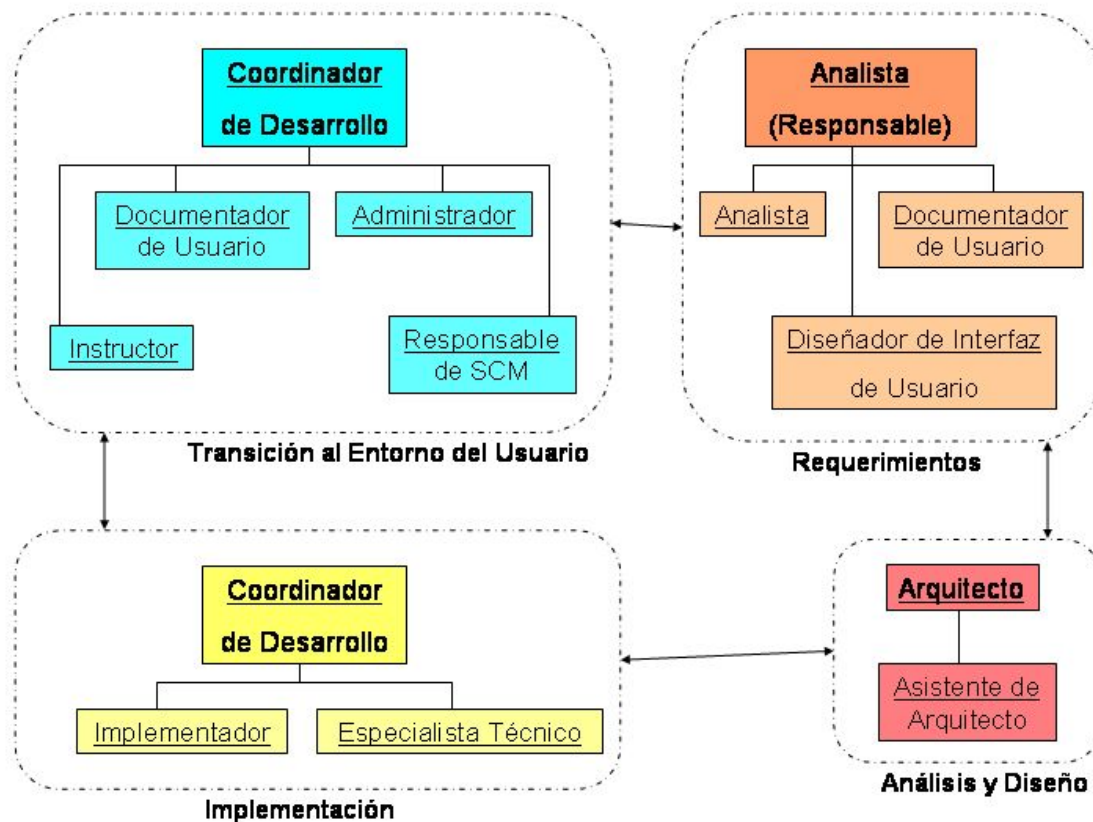 Coordinador
de Desarrollo
Documentador
de Usuario
Administrador
Instructor
Responsable
de SCM
Transición al Entorno del Usuario
Analista
(Responsable)
Analista
Documentador
de Usuario
Diseñador de Interfaz
de Usuario
Requerimientos
Coordinador
de Desarrollo
Implementador
Especialista Técnico
Implementación
Arquitecto
Asistente de
Arquitecto
Análisis y Diseño